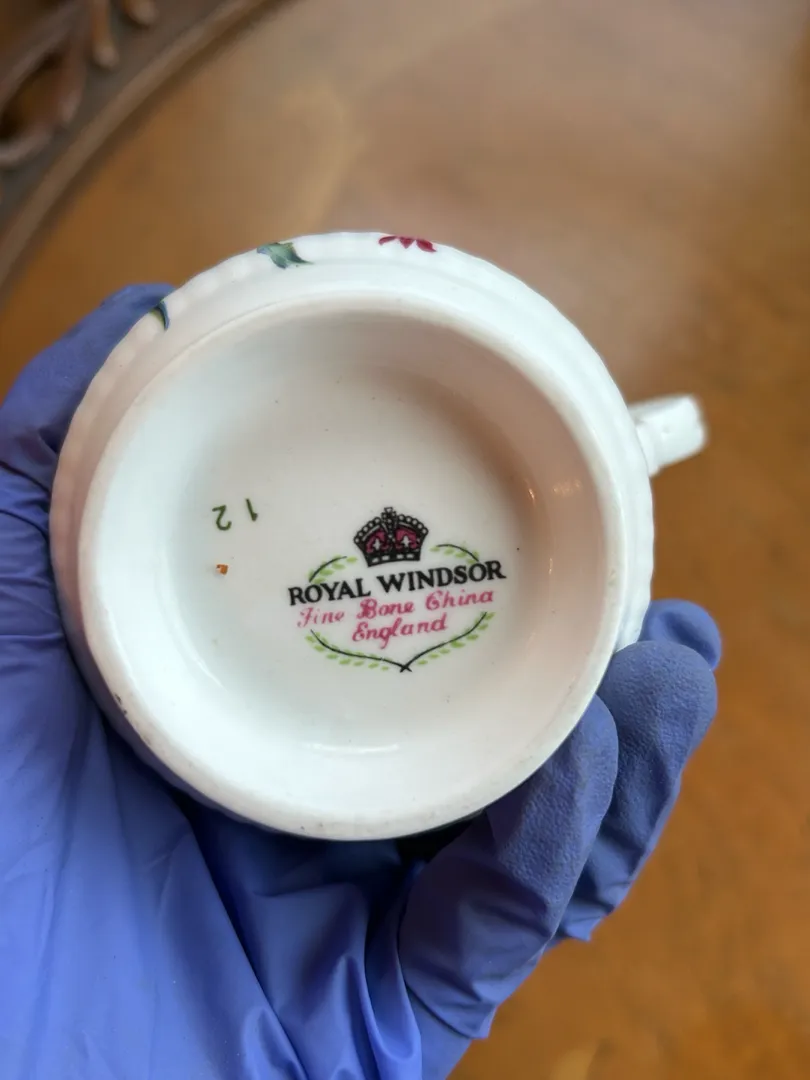 12
ROYAL WINDSOR
Fine Bone China
England